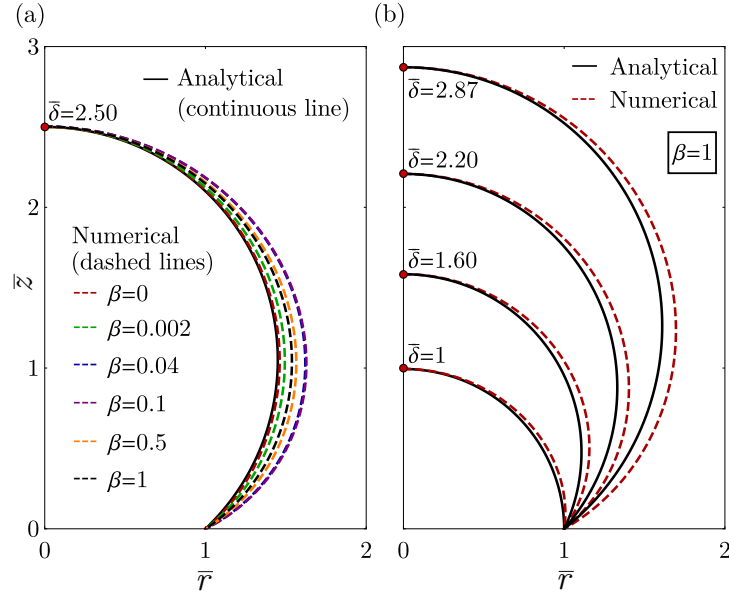 (a)
3
2
1
0
z̅
δ̅=2.50
Analytical
(continuous line)
Numerical
(dashed lines)
β=0
β=0.002
β=0.04
β=0.1
β=0.5
β=1
0
1
2
r̅
(b)
Analytical
Numerical
β=1
δ̅=2.87
δ̅=2.20
δ̅=1.60
δ̅=1
0
1
2
r̅